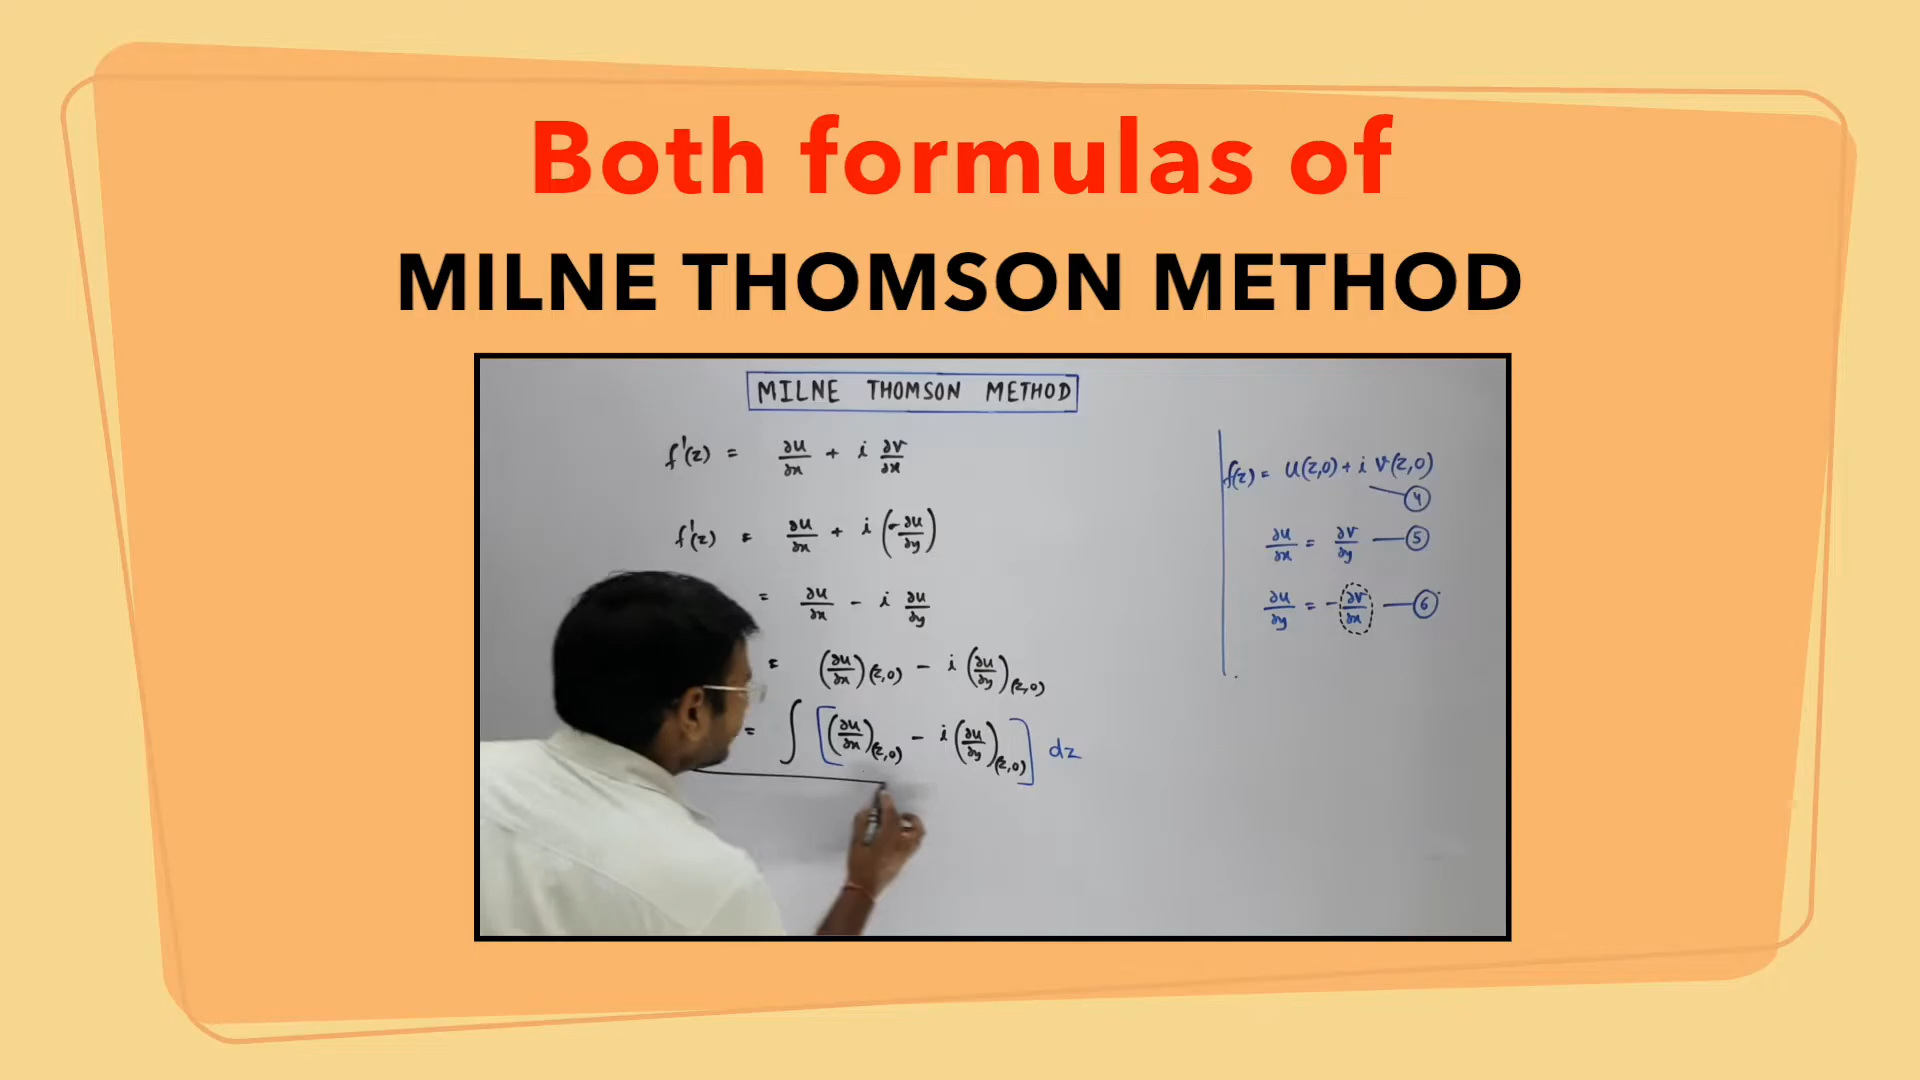 Both formulas of
MILNE THOMSON METHOD
MILNE THOMSON METHOD
f'(z) = ∂u/∂x + i ∂v/∂x
f'(z) = ∂u/∂x + i (-∂u/∂y)
= ∂u/∂x - i ∂u/∂y
= (∂u/∂x)(z,0) - i (∂u/∂y)(z,0)
= ∫ [(∂u/∂x)(z,0) - i (∂u/∂y)(z,0)] dz
f(z) = u(z,0) + i v(z,0)
4
∂u/∂x = ∂v/∂y — 5
∂u/∂y = -∂v/∂x — 6